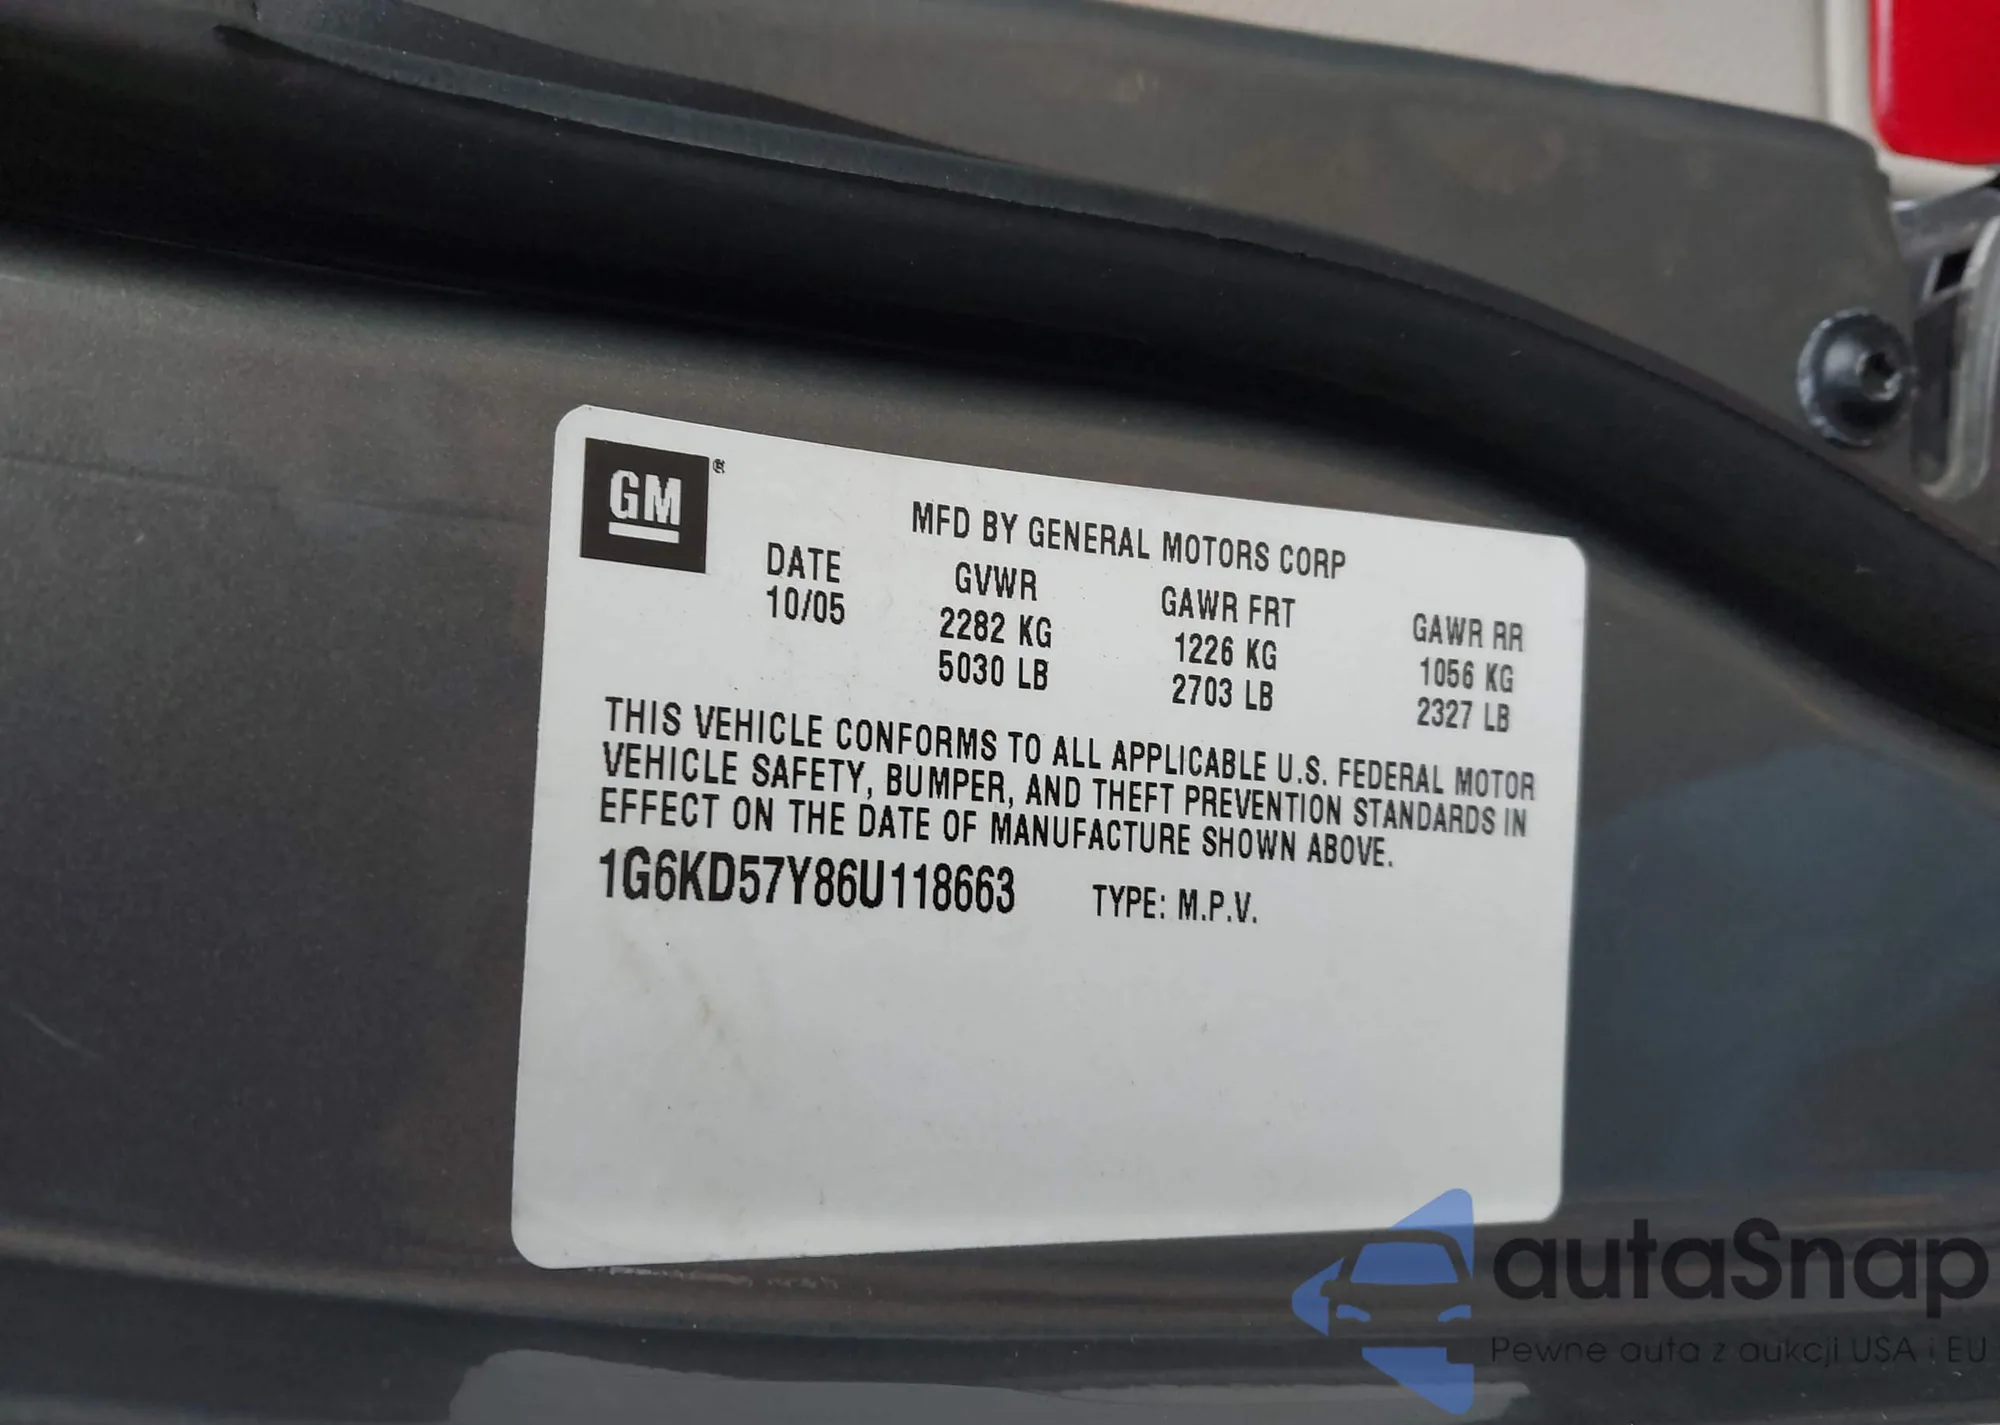 GM®
MFD BY GENERAL MOTORS CORP
DATE GVWR GAWR FRT GAWR RR
10/05 2282 KG 1226 KG 1056 KG
5030 LB 2703 LB 2327 LB
THIS VEHICLE CONFORMS TO ALL APPLICABLE U.S. FEDERAL MOTOR
VEHICLE SAFETY, BUMPER, AND THEFT PREVENTION STANDARDS IN
EFFECT ON THE DATE OF MANUFACTURE SHOWN ABOVE.
1G6KD57Y86U118663 TYPE: M.P.V.
autaSnap
Pewne auta z aukcji USA i EU